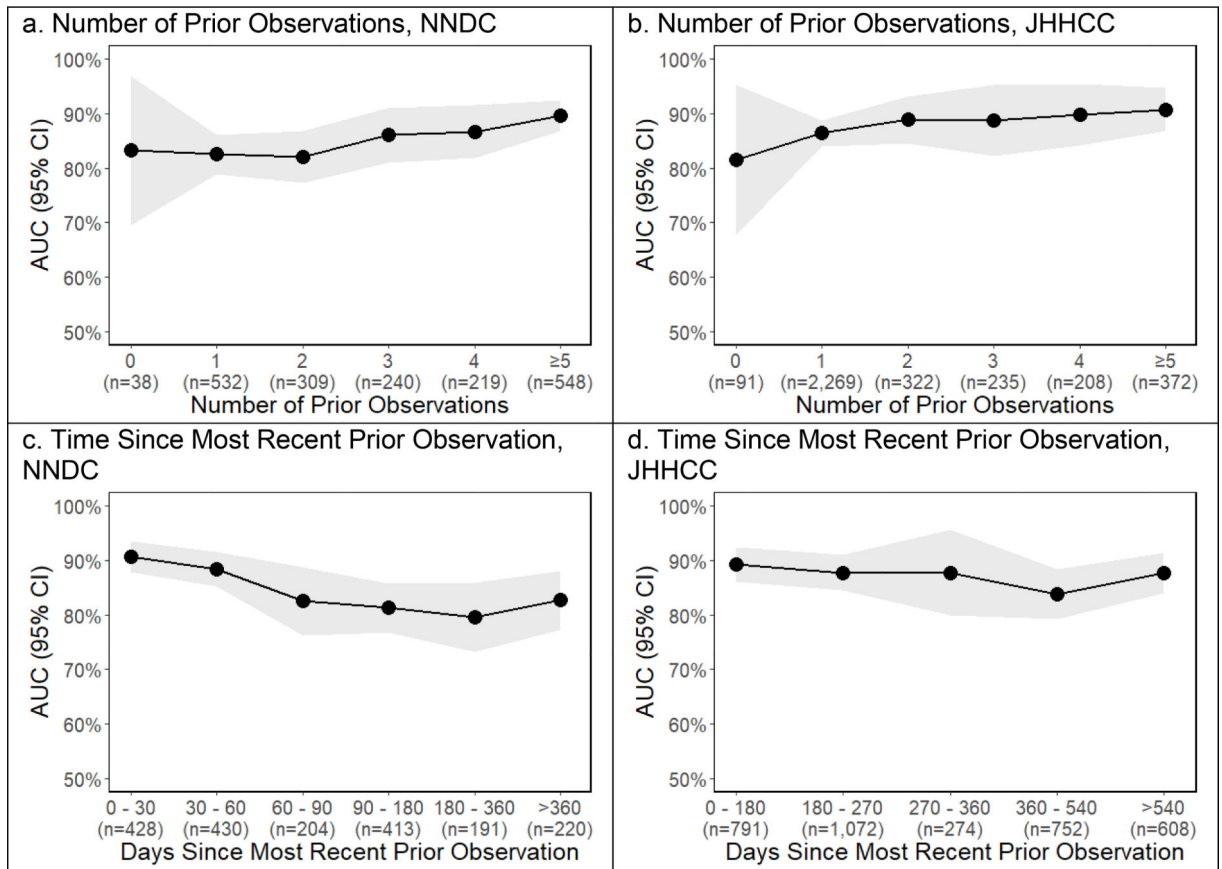 a. Number of Prior Observations, NNDC
100%
90%
80%
70%
60%
50%
AUC (95% CI)
0 1 2 3 4 ≥5
(n=38) (n=532) (n=309) (n=240) (n=219) (n=548)
Number of Prior Observations
b. Number of Prior Observations, JHHCC
100%
90%
80%
70%
60%
50%
AUC (95% CI)
0 1 2 3 4 ≥5
(n=91) (n=2,269) (n=322) (n=235) (n=208) (n=372)
Number of Prior Observations
c. Time Since Most Recent Prior Observation,
NNDC
100%
90%
80%
70%
60%
50%
AUC (95% CI)
0 - 30 30 - 60 60 - 90 90 - 180 180 - 360 >360
(n=428) (n=430) (n=204) (n=413) (n=191) (n=220)
Days Since Most Recent Prior Observation
d. Time Since Most Recent Prior Observation,
JHHCC
100%
90%
80%
70%
60%
50%
AUC (95% CI)
0 - 180 180 - 270 270 - 360 360 - 540 >540
(n=791) (n=1,072) (n=274) (n=752) (n=608)
Days Since Most Recent Prior Observation